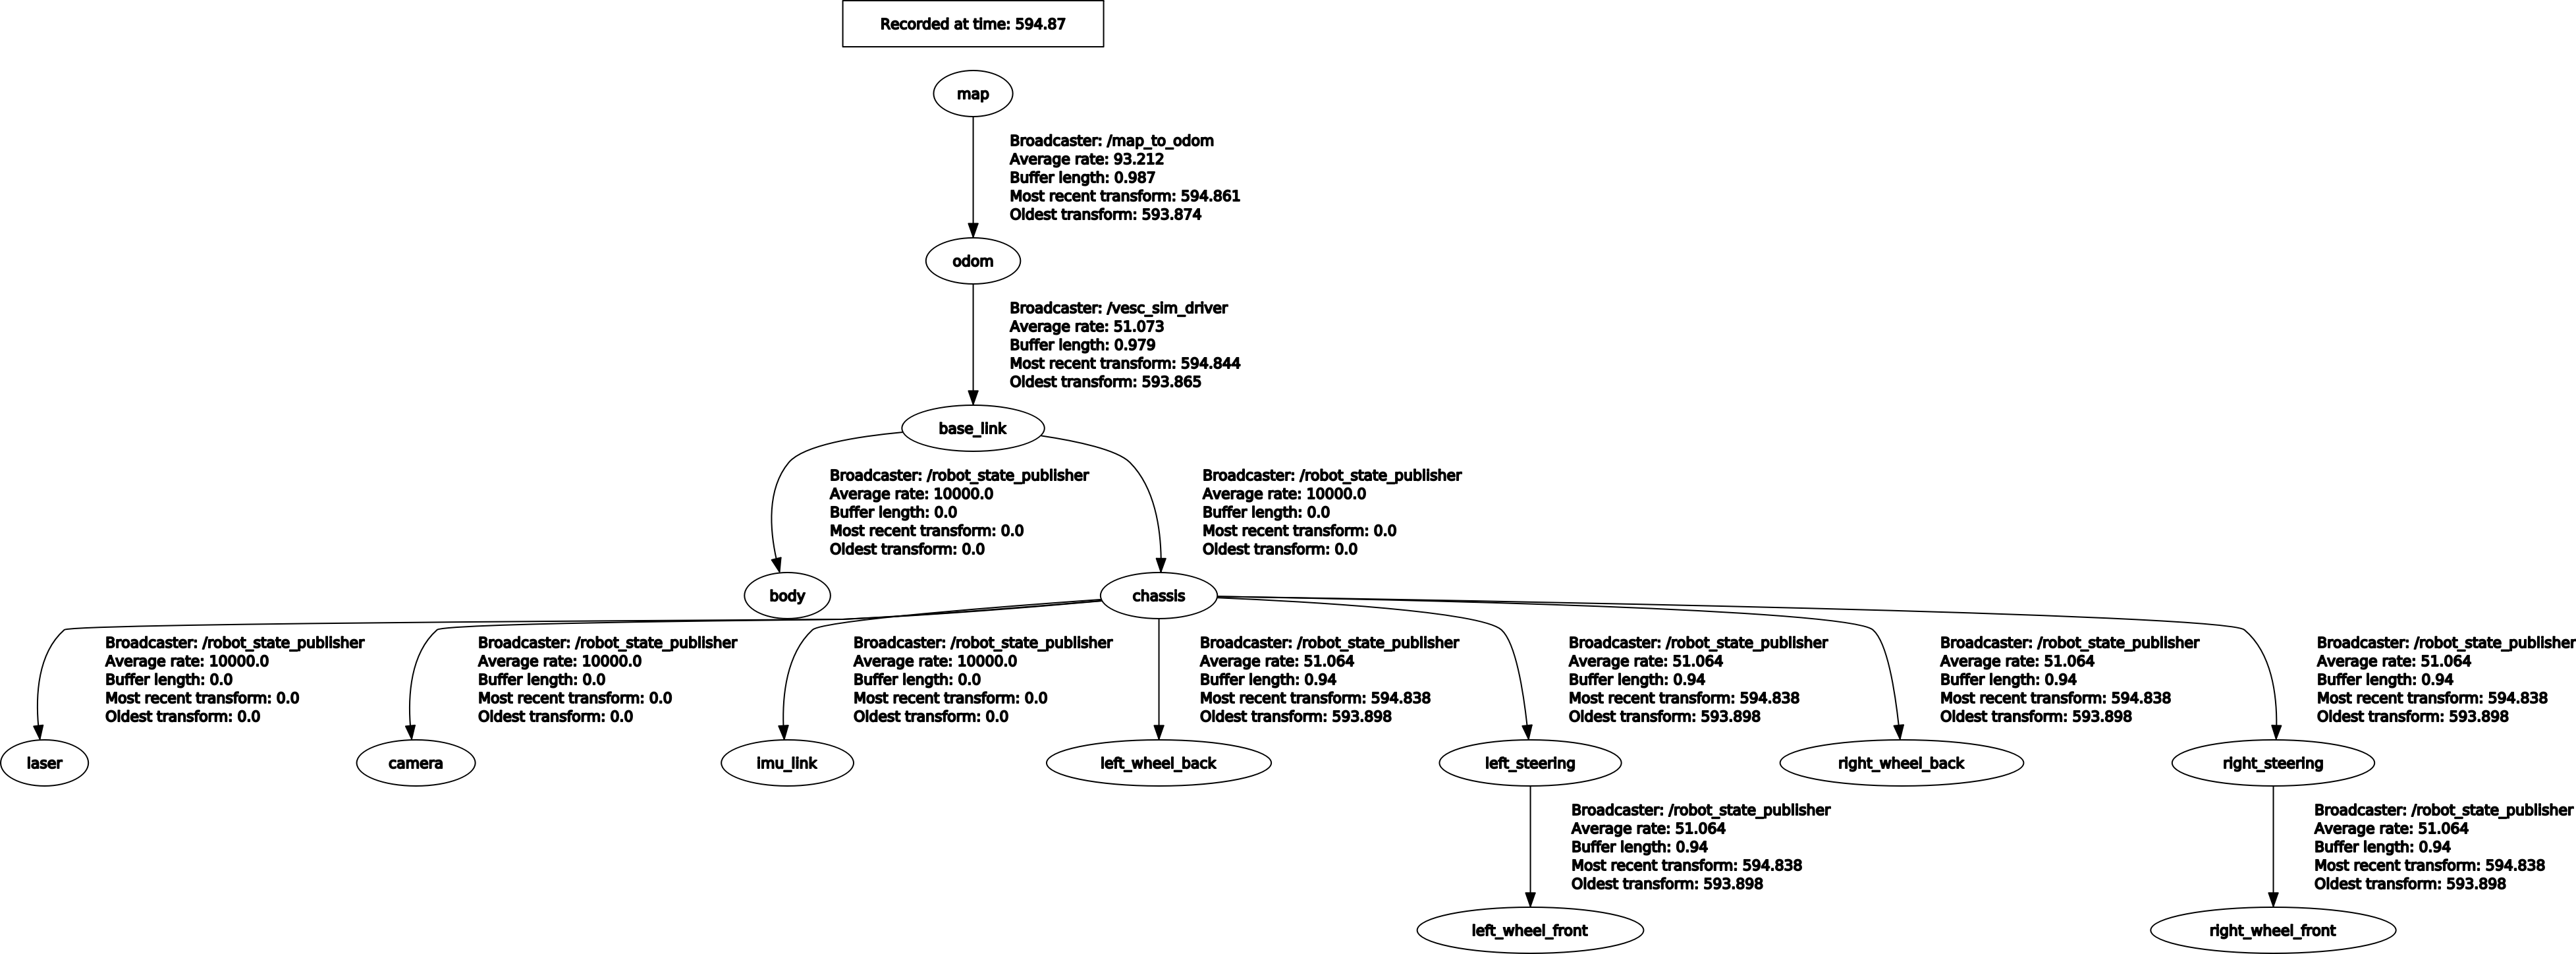 Recorded at time: 594.87
map
Broadcaster: /map_to_odom
Average rate: 93.212
Buffer length: 0.987
Most recent transform: 594.861
Oldest transform: 593.874
odom
Broadcaster: /vesc_sim_driver
Average rate: 51.073
Buffer length: 0.979
Most recent transform: 594.844
Oldest transform: 593.865
base_link
Broadcaster: /robot_state_publisher
Average rate: 10000.0
Buffer length: 0.0
Most recent transform: 0.0
Oldest transform: 0.0
Broadcaster: /robot_state_publisher
Average rate: 10000.0
Buffer length: 0.0
Most recent transform: 0.0
Oldest transform: 0.0
body
chassis
Broadcaster: /robot_state_publisher
Average rate: 10000.0
Buffer length: 0.0
Most recent transform: 0.0
Oldest transform: 0.0
Broadcaster: /robot_state_publisher
Average rate: 10000.0
Buffer length: 0.0
Most recent transform: 0.0
Oldest transform: 0.0
Broadcaster: /robot_state_publisher
Average rate: 10000.0
Buffer length: 0.0
Most recent transform: 0.0
Oldest transform: 0.0
Broadcaster: /robot_state_publisher
Average rate: 51.064
Buffer length: 0.94
Most recent transform: 594.838
Oldest transform: 593.898
Broadcaster: /robot_state_publisher
Average rate: 51.064
Buffer length: 0.94
Most recent transform: 594.838
Oldest transform: 593.898
Broadcaster: /robot_state_publisher
Average rate: 51.064
Buffer length: 0.94
Most recent transform: 594.838
Oldest transform: 593.898
Broadcaster: /robot_state_publisher
Average rate: 51.064
Buffer length: 0.94
Most recent transform: 594.838
Oldest transform: 593.898
laser
camera
imu_link
left_wheel_back
left_steering
right_wheel_back
right_steering
Broadcaster: /robot_state_publisher
Average rate: 51.064
Buffer length: 0.94
Most recent transform: 594.838
Oldest transform: 593.898
Broadcaster: /robot_state_publisher
Average rate: 51.064
Buffer length: 0.94
Most recent transform: 594.838
Oldest transform: 593.898
left_wheel_front
right_wheel_front